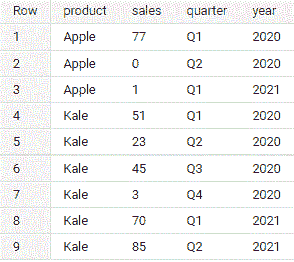 Row product sales quarter year
1 Apple 77 Q1 2020
2 Apple 0 Q2 2020
3 Apple 1 Q1 2021
4 Kale 51 Q1 2020
5 Kale 23 Q2 2020
6 Kale 45 Q3 2020
7 Kale 3 Q4 2020
8 Kale 70 Q1 2021
9 Kale 85 Q2 2021